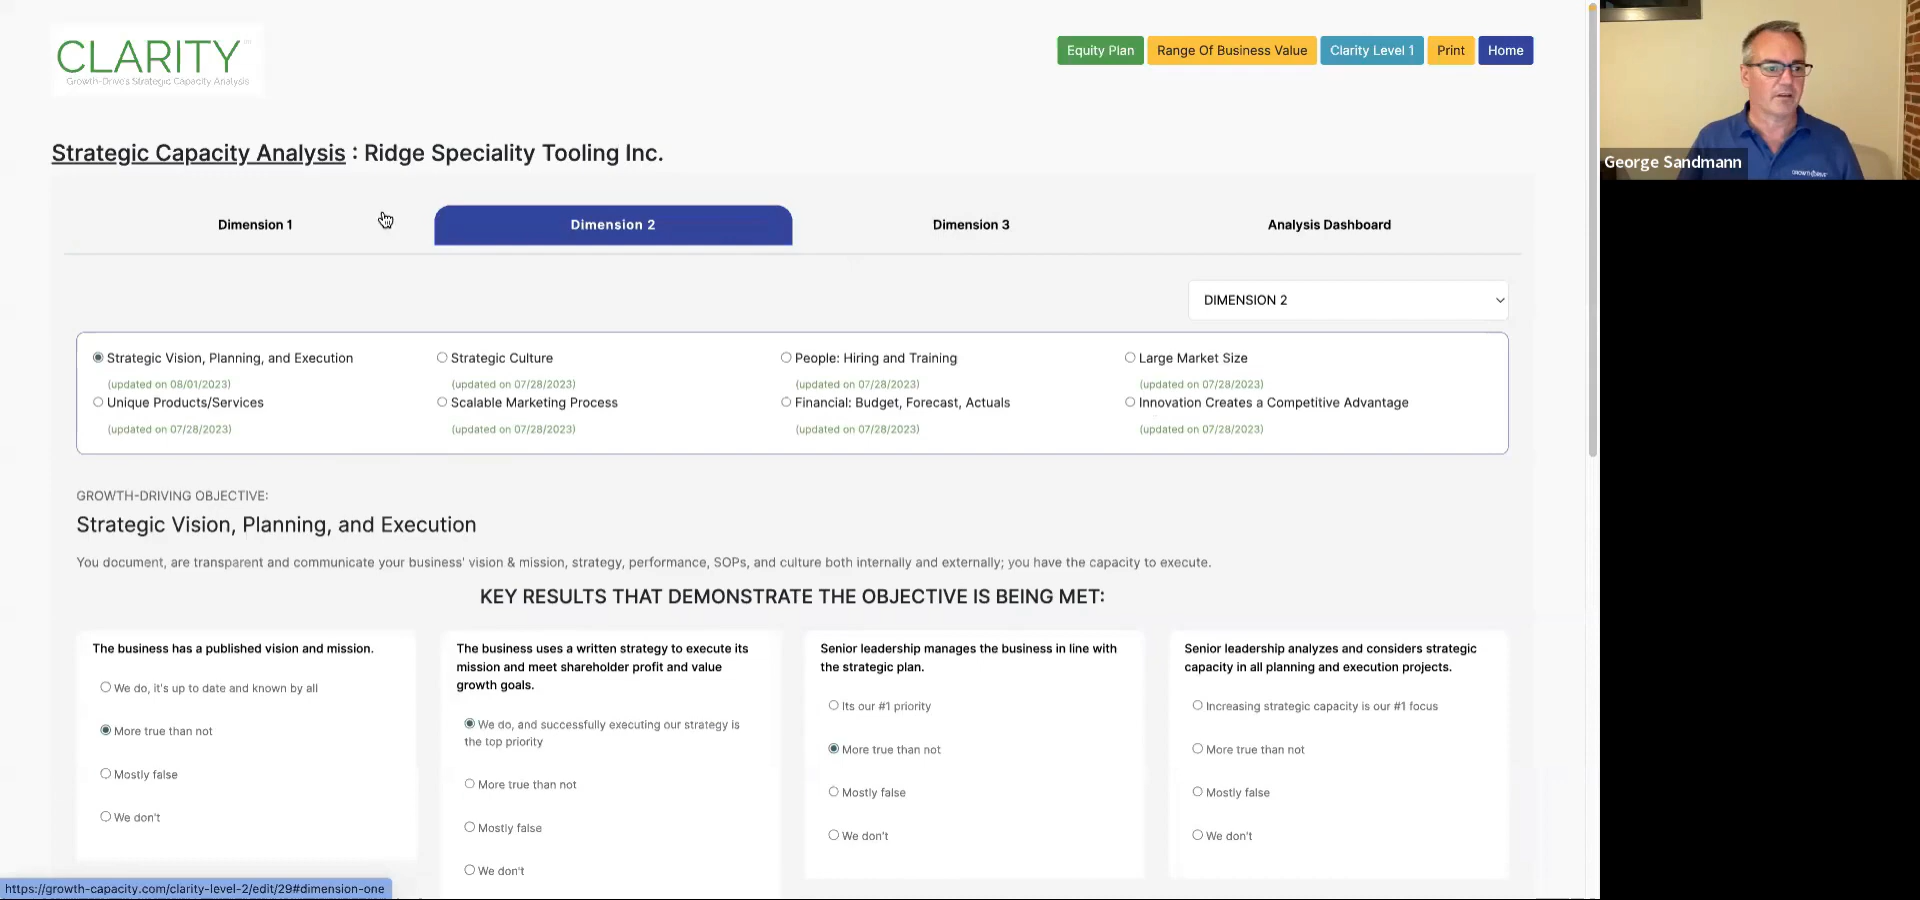 CLARITY
Growth-Drive's Strategic Capacity Analysis
Equity Plan
Range Of Business Value
Clarity Level 1
Print
Home
George Sandmann
GROWTH-DRIVE
Strategic Capacity Analysis : Ridge Speciality Tooling Inc.
Dimension 1
Dimension 2
Dimension 3
Analysis Dashboard
DIMENSION 2
Strategic Vision, Planning, and Execution
(updated on 08/01/2023)
Strategic Culture
(updated on 07/28/2023)
People: Hiring and Training
(updated on 07/28/2023)
Large Market Size
(updated on 07/28/2023)
Unique Products/Services
(updated on 07/28/2023)
Scalable Marketing Process
(updated on 07/28/2023)
Financial: Budget, Forecast, Actuals
(updated on 07/28/2023)
Innovation Creates a Competitive Advantage
(updated on 07/28/2023)
GROWTH-DRIVING OBJECTIVE:
Strategic Vision, Planning, and Execution
You document, are transparent and communicate your business' vision & mission, strategy, performance, SOPs, and culture both internally and externally; you have the capacity to execute.
KEY RESULTS THAT DEMONSTRATE THE OBJECTIVE IS BEING MET:
The business has a published vision and mission.
We do, it's up to date and known by all
More true than not
Mostly false
We don't
The business uses a written strategy to execute its
mission and meet shareholder profit and value
growth goals.
We do, and successfully executing our strategy is
the top priority
More true than not
Mostly false
We don't
Senior leadership manages the business in line with
the strategic plan.
Its our #1 priority
More true than not
Mostly false
We don't
Senior leadership analyzes and considers strategic
capacity in all planning and execution projects.
Increasing strategic capacity is our #1 focus
More true than not
Mostly false
We don't
https://growth-capacity.com/clarity-level-2/edit/29#dimension-one